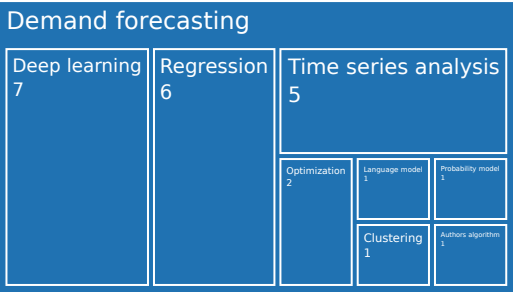 Demand forecasting
Deep learning
7
Regression
6
Time series analysis
5
Optimization
2
Language model
1
Probability model
1
Clustering
1
Authors algorithm
1